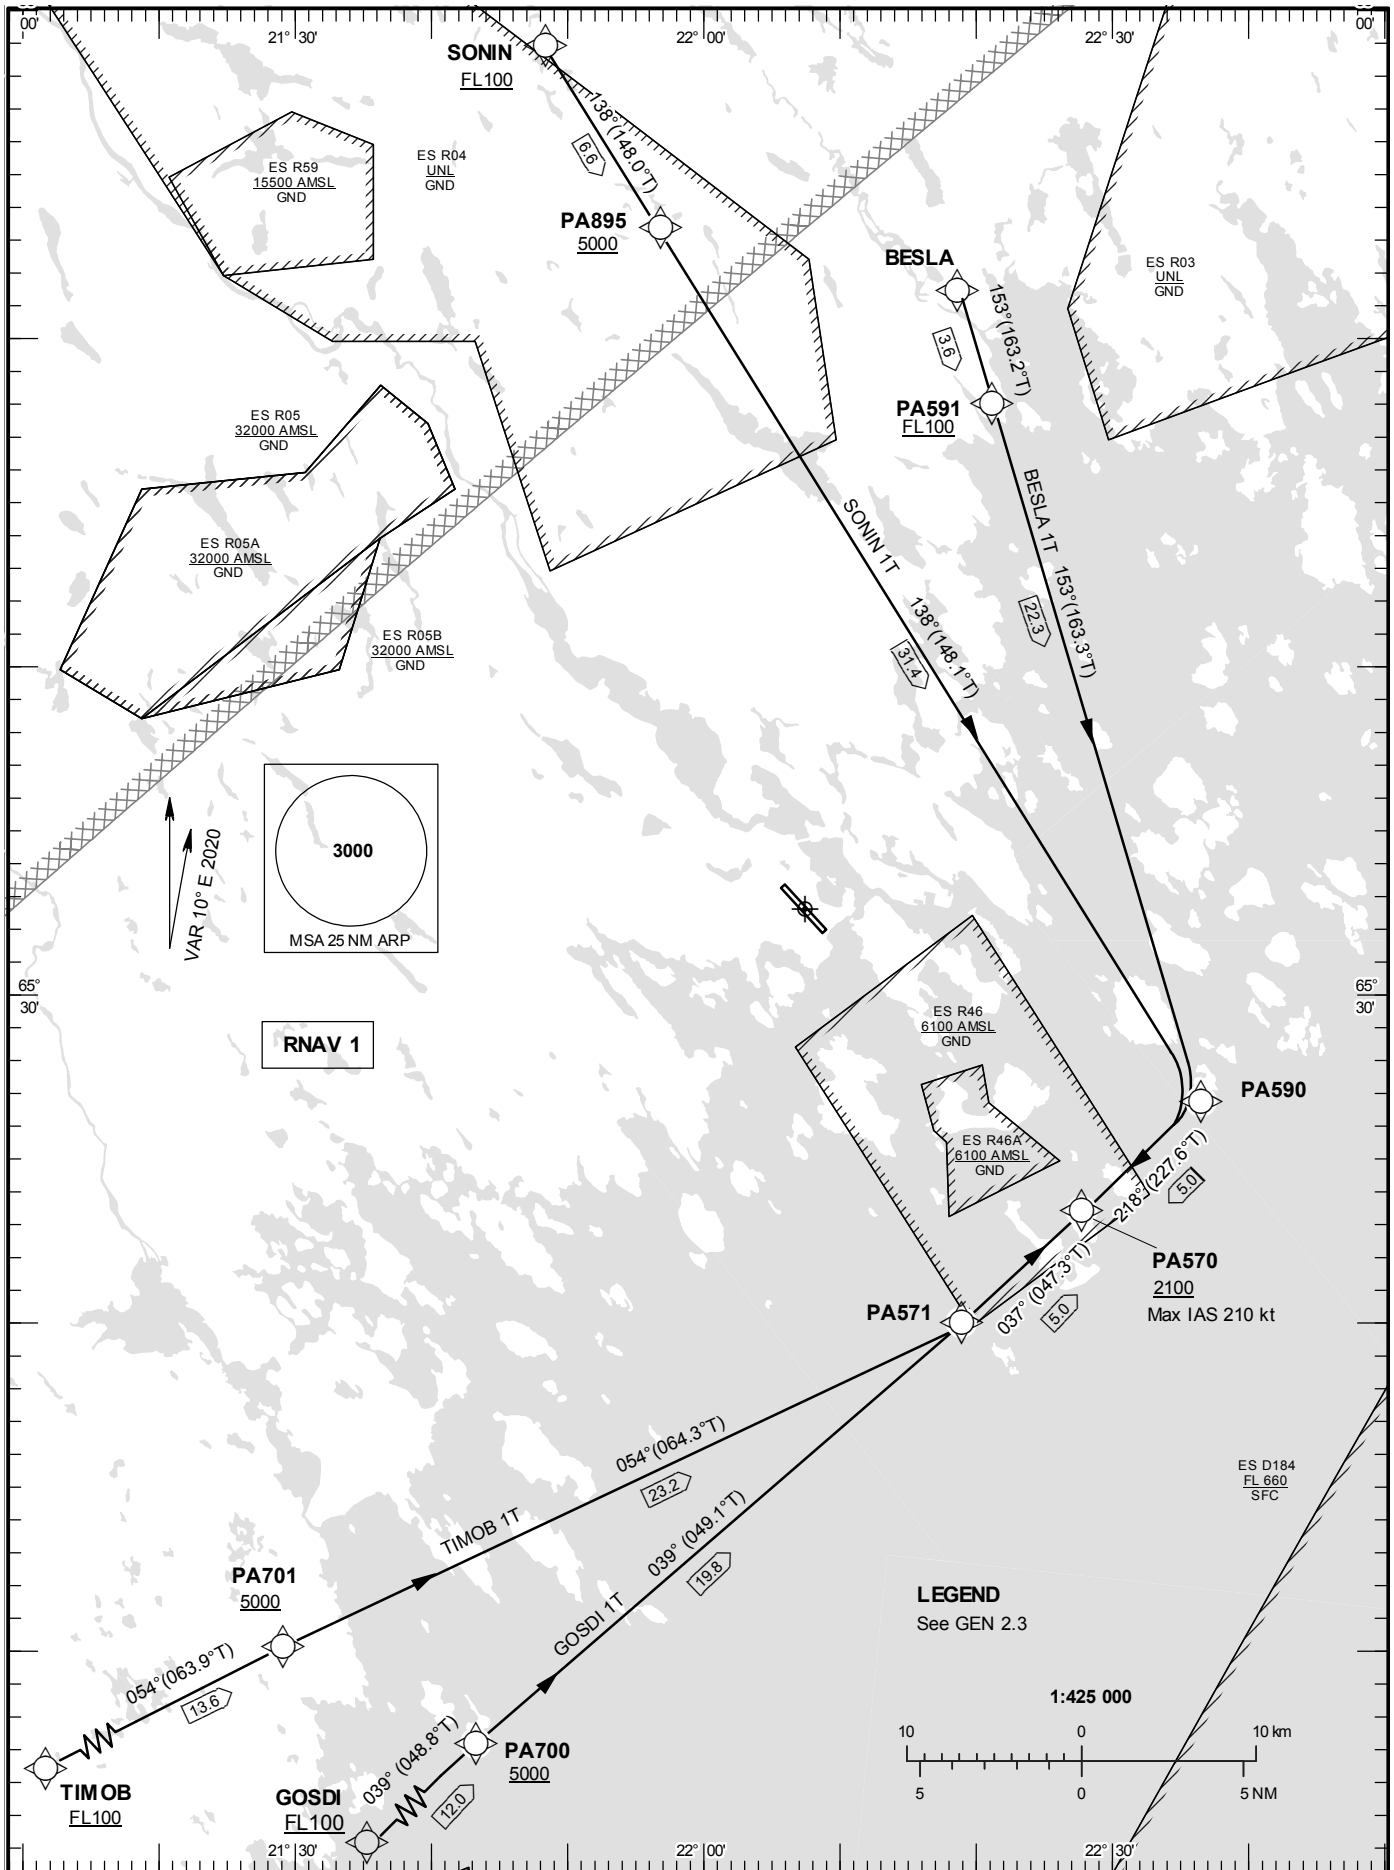 00'
21° 30'
22° 00'
22° 30'
00'
SONIN
FL100
138° (148.0°T)
6.6
ES R59
15500 AMSL
GND
ES R04
UNL
GND
PA895
5000
BESLA
153° (163.2°T)
3.6
ES R03
UNL
GND
PA591
FL100
ES R05
32000 AMSL
GND
ES R05A
32000 AMSL
GND
ES R05B
32000 AMSL
GND
SONIN 1T
138° (148.1°T)
31.4
BESLA 1T
153° (163.3°T)
22.3
VAR 10° E 2020
3000
MSA 25 NM ARP
65°
30'
65°
30'
RNAV 1
ES R46
6100 AMSL
GND
ES R46A
6100 AMSL
GND
PA590
218° (227.6°T)
5.0
PA570
2100
Max IAS 210 kt
037° (047.3°T)
5.0
PA571
054° (064.3°T)
23.2
TIMOB 1T
039° (049.1°T)
19.8
GOSDI 1T
ES D184
FL 660
SFC
PA701
5000
054° (063.9°T)
13.6
TIMOB
FL100
PA700
5000
039° (048.8°T)
12.0
GOSDI
FL100
LEGEND
See GEN 2.3
1:425 000
10 0 10 km
5 0 5 NM
21° 30'
22° 00'
22° 30'